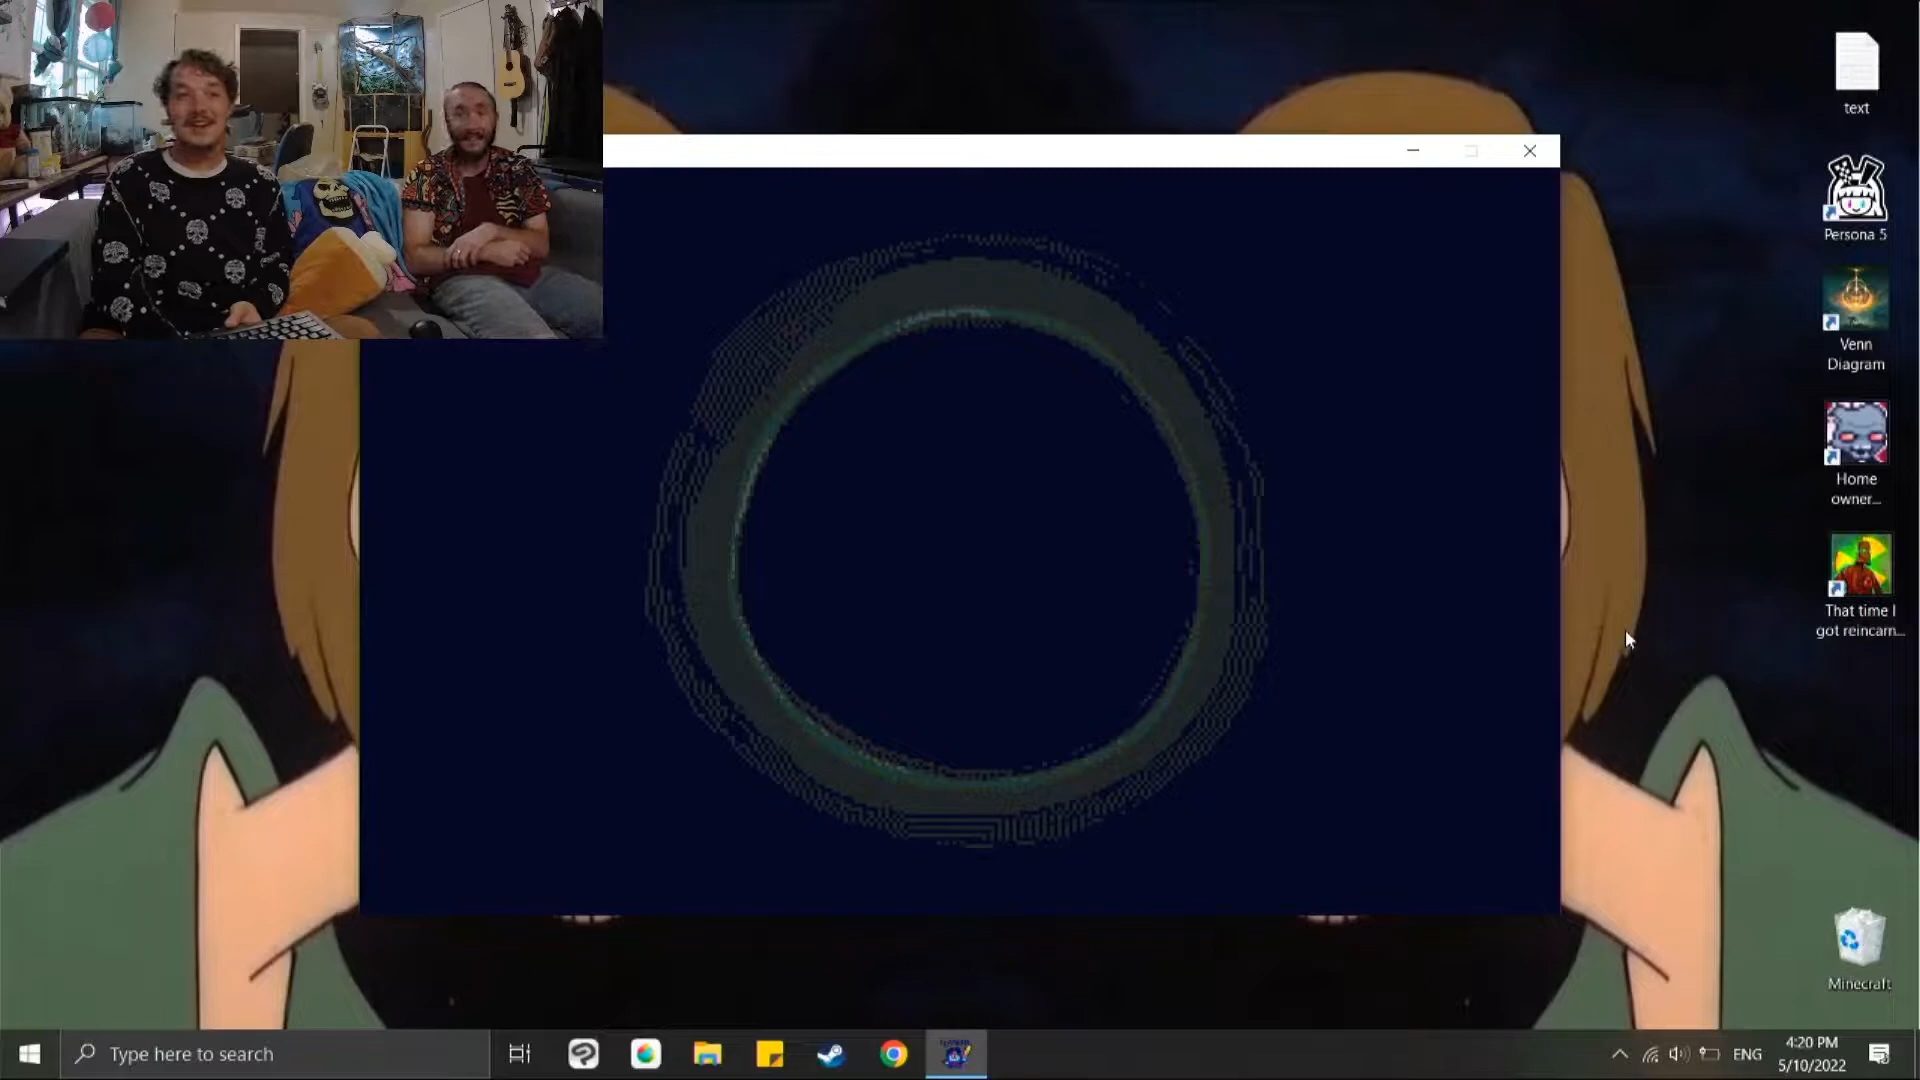 text
Persona 5
Venn
Diagram
Home
owner...
That time I
got reincarn...
Minecraft
Type here to search
ENG
4:20 PM
5/10/2022